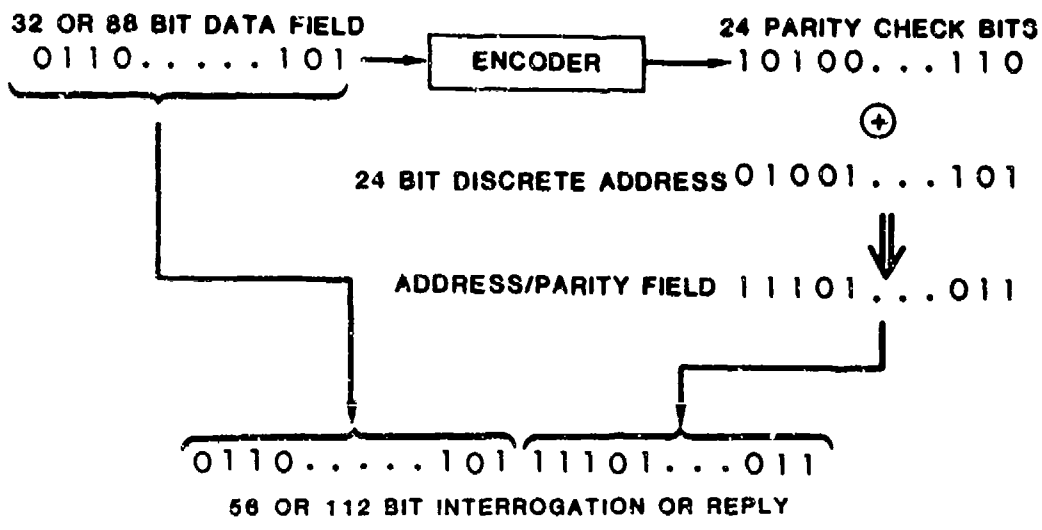 32 OR 88 BIT DATA FIELD
0110.....101
ENCODER
24 PARITY CHECK BITS
10100...110
+
24 BIT DISCRETE ADDRESS 01001...101
ADDRESS/PARITY FIELD 11101...011
0110.....101 11101...011
56 OR 112 BIT INTERROGATION OR REPLY